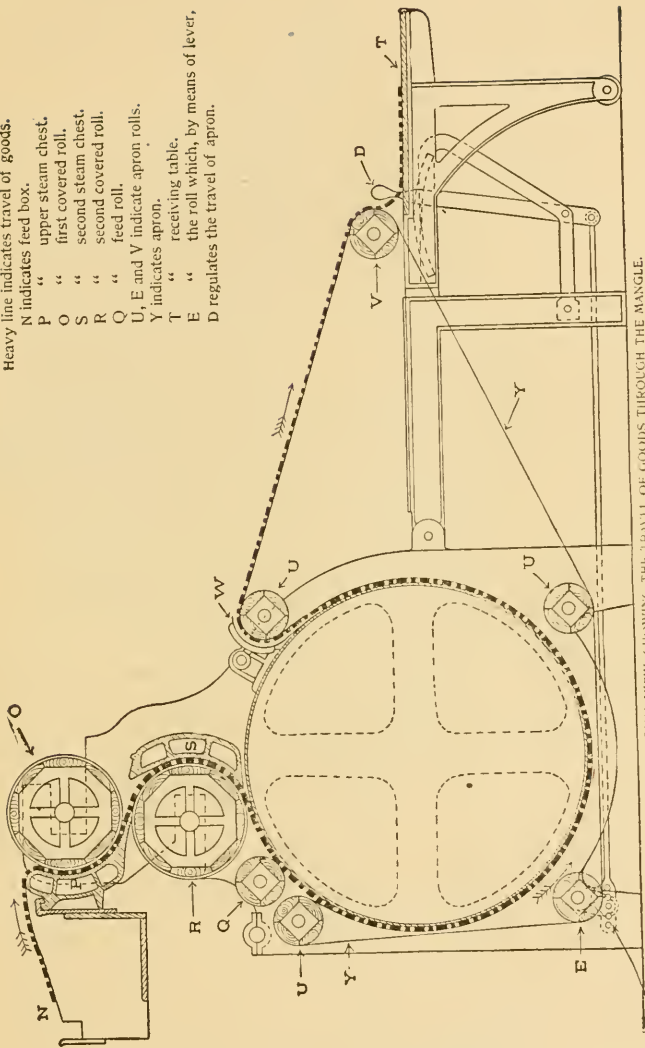 Heavy line indicates travel of goods.
N indicates feed box.
P “ upper steam chest.
O “ first covered roll.
S “ second steam chest.
R “ second covered roll.
Q “ feed roll.
U, E and V indicate apron rolls.
Y indicates apron.
T “ receiving table.
E “ the roll which, by means of lever,
D regulates the travel of apron.
T
D
V
O
N
P
S
R
W
U
Q
U
Y
Y
U
E
THE TRAVEL OF GOODS THROUGH THE MANGLE.